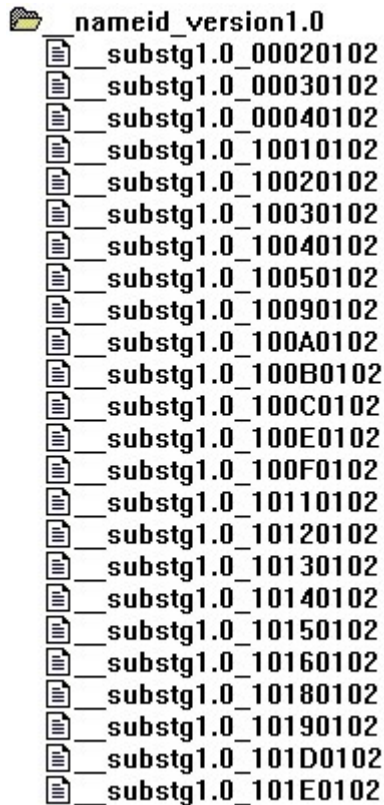 __nameid_version1.0
__substg1.0_00020102
__substg1.0_00030102
__substg1.0_00040102
__substg1.0_10010102
__substg1.0_10020102
__substg1.0_10030102
__substg1.0_10040102
__substg1.0_10050102
__substg1.0_10090102
__substg1.0_100A0102
__substg1.0_100B0102
__substg1.0_100C0102
__substg1.0_100E0102
__substg1.0_100F0102
__substg1.0_10110102
__substg1.0_10120102
__substg1.0_10130102
__substg1.0_10140102
__substg1.0_10150102
__substg1.0_10160102
__substg1.0_10180102
__substg1.0_10190102
__substg1.0_101D0102
__substg1.0_101E0102